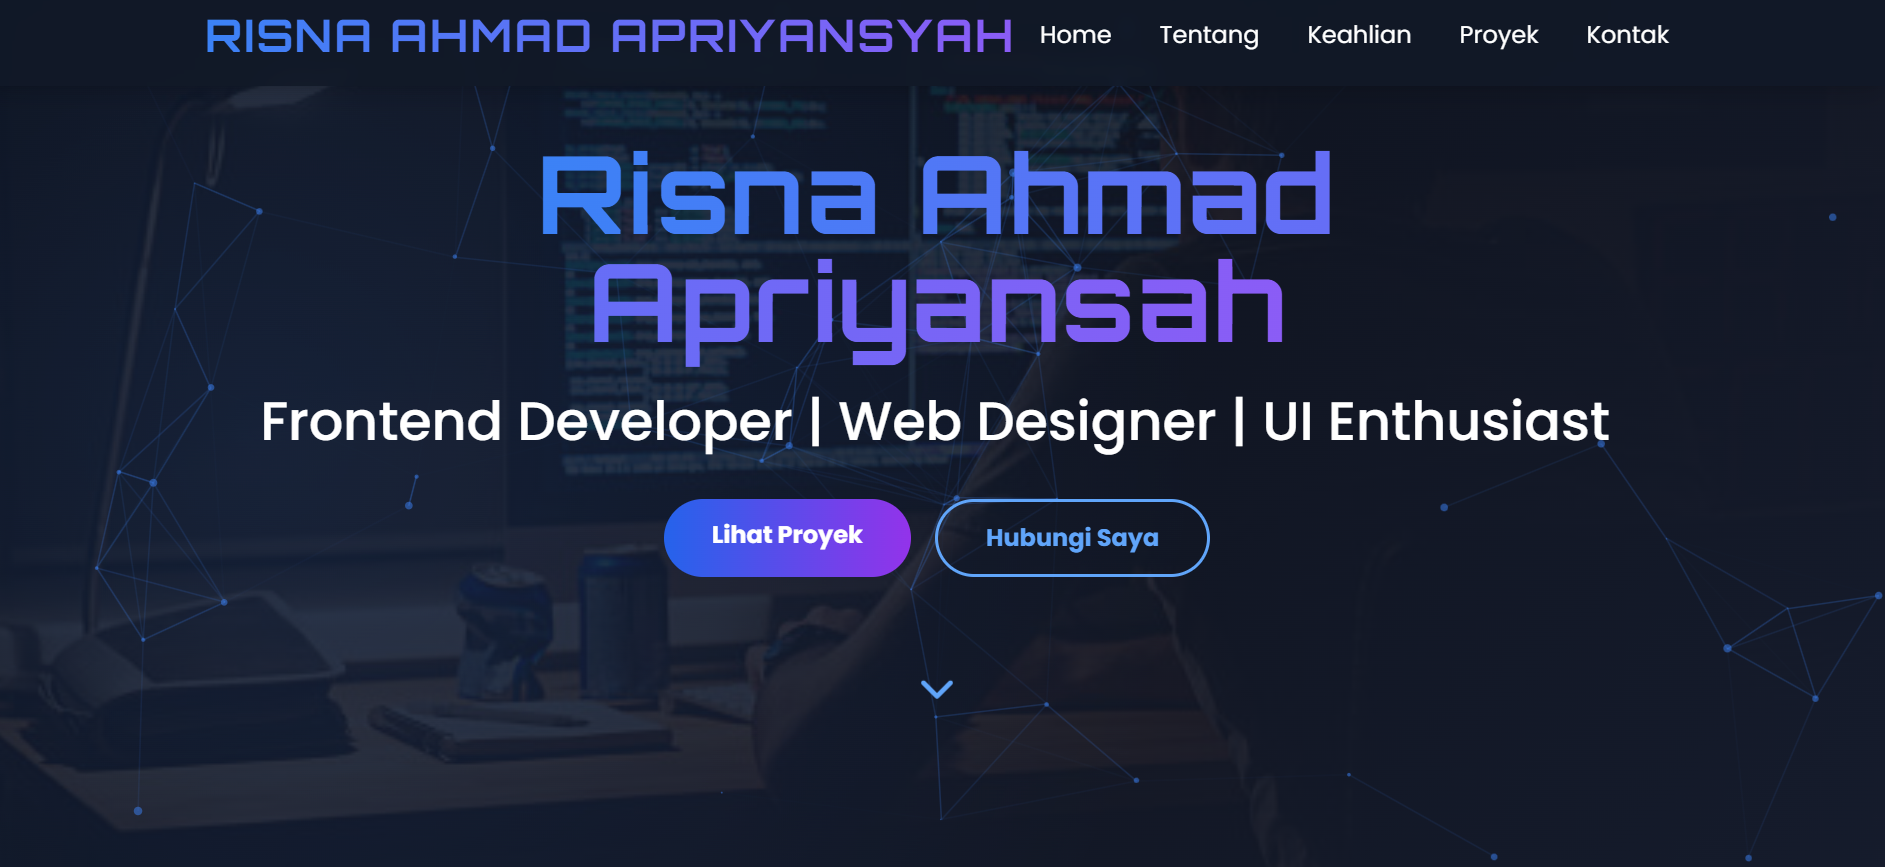 RISNA AHMAD APRIYANSYAH Home Tentang Keahlian Proyek Kontak
Risna Ahmad
Apriyansah
Frontend Developer | Web Designer | UI Enthusiast
Lihat Proyek Hubungi Saya